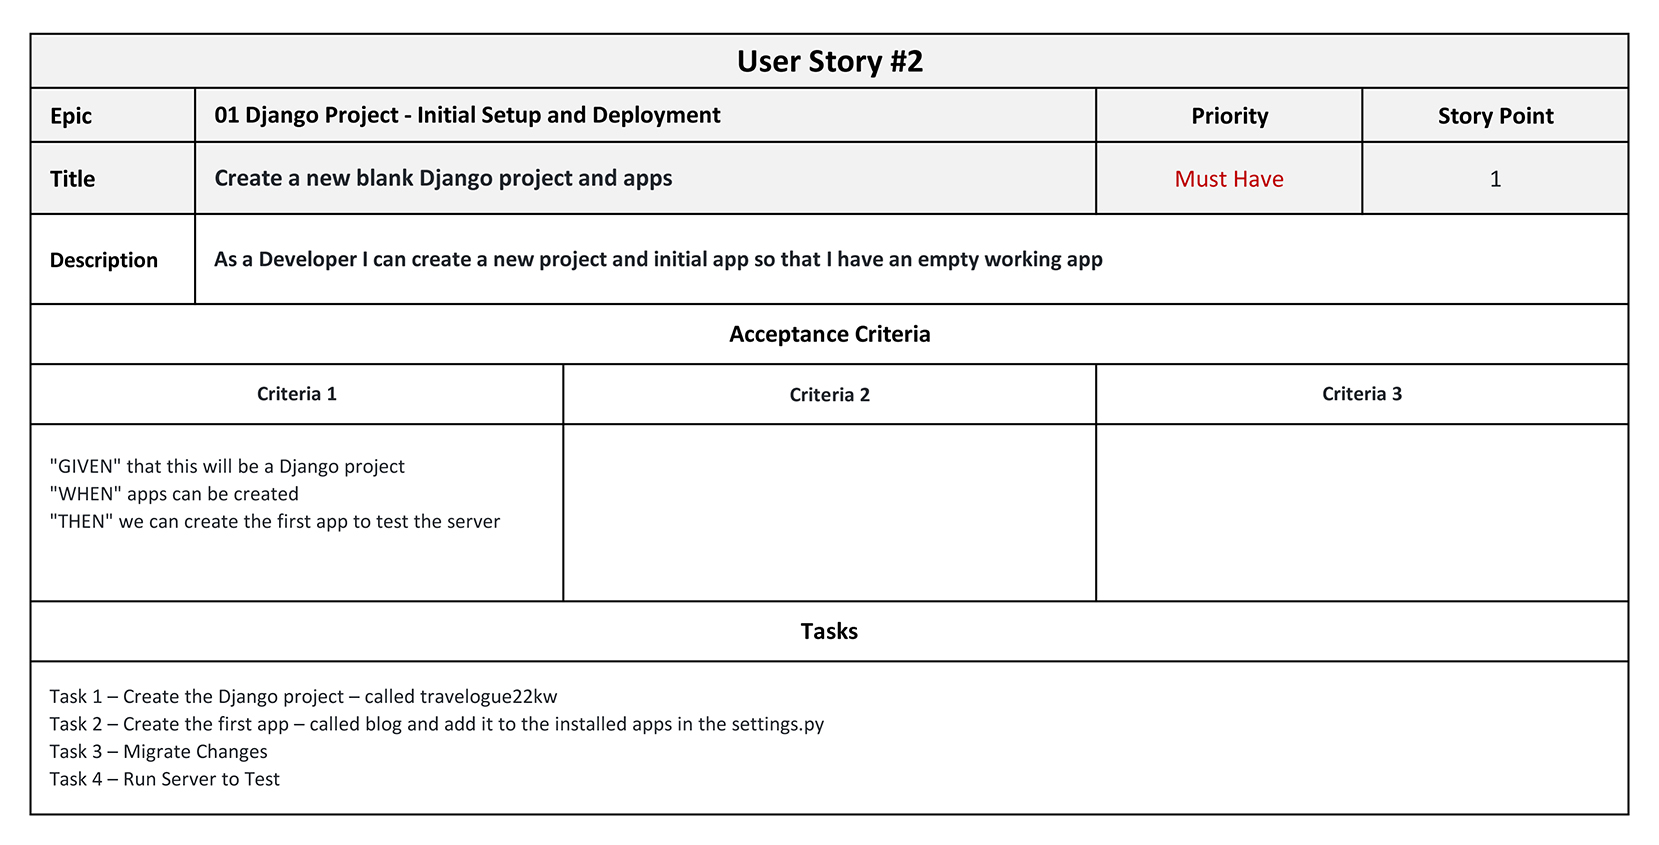 User Story #2
Epic
01 Django Project - Initial Setup and Deployment
Priority
Story Point
Title
Create a new blank Django project and apps
Must Have
1
Description
As a Developer I can create a new project and initial app so that I have an empty working app
Acceptance Criteria
Criteria 1
Criteria 2
Criteria 3
"GIVEN" that this will be a Django project
"WHEN" apps can be created
"THEN" we can create the first app to test the server
Tasks
Task 1 – Create the Django project – called travelogue22kw
Task 2 – Create the first app – called blog and add it to the installed apps in the settings.py
Task 3 – Migrate Changes
Task 4 – Run Server to Test